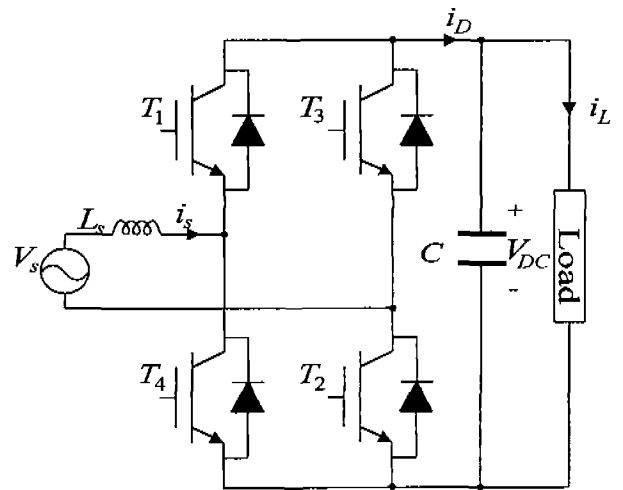 i_D
T_1
T_3
i_L
L_s
i_s
V_s
+
C
V_DC
-
Load
T_4
T_2